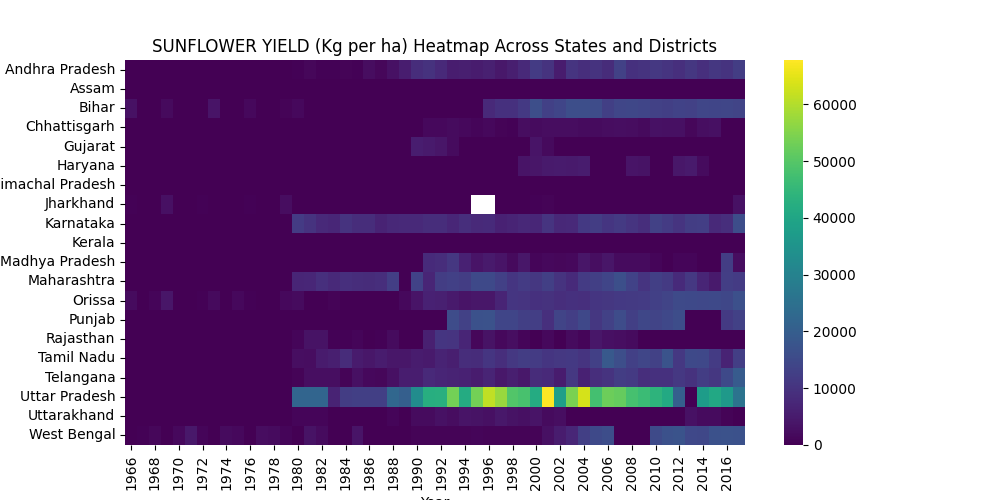 SUNFLOWER YIELD (Kg per ha) Heatmap Across States and Districts
Andhra Pradesh
Assam
Bihar
Chhattisgarh
Gujarat
Haryana
imachal Pradesh
Jharkhand
Karnataka
Kerala
Madhya Pradesh
Maharashtra
Orissa
Punjab
Rajasthan
Tamil Nadu
Telangana
Uttar Pradesh
Uttarakhand
West Bengal
1966 1968 1970 1972 1974 1976 1978 1980 1982 1984 1986 1988 1990 1992 1994 1996 1998 2000 2002 2004 2006 2008 2010 2012 2014 2016
Year
60000
50000
40000
30000
20000
10000
0